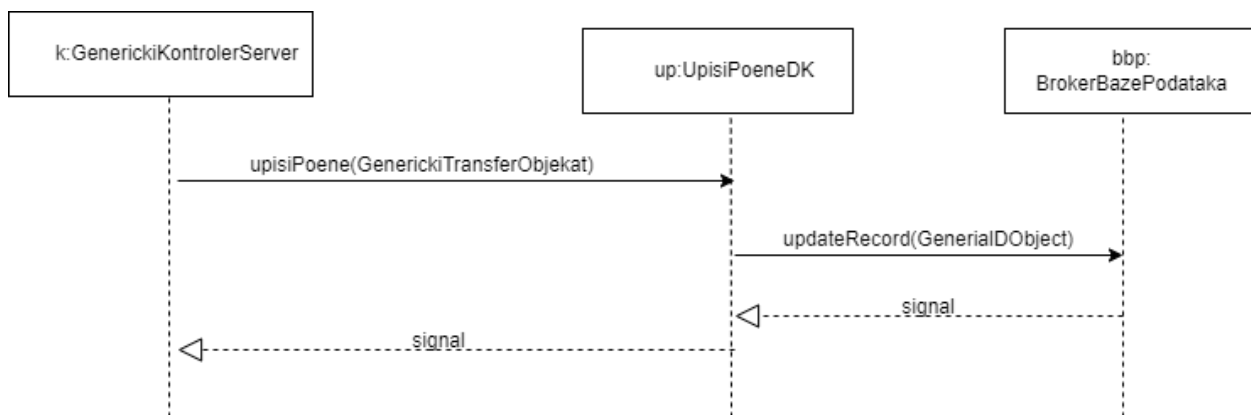 k:GenerickiKontrolerServer
up:UpisiPoeneDK
bbp:
BrokerBazePodataka
upisiPoene(GenerickiTransferObjekat)
updateRecord(GenerialDObject)
signal
signal